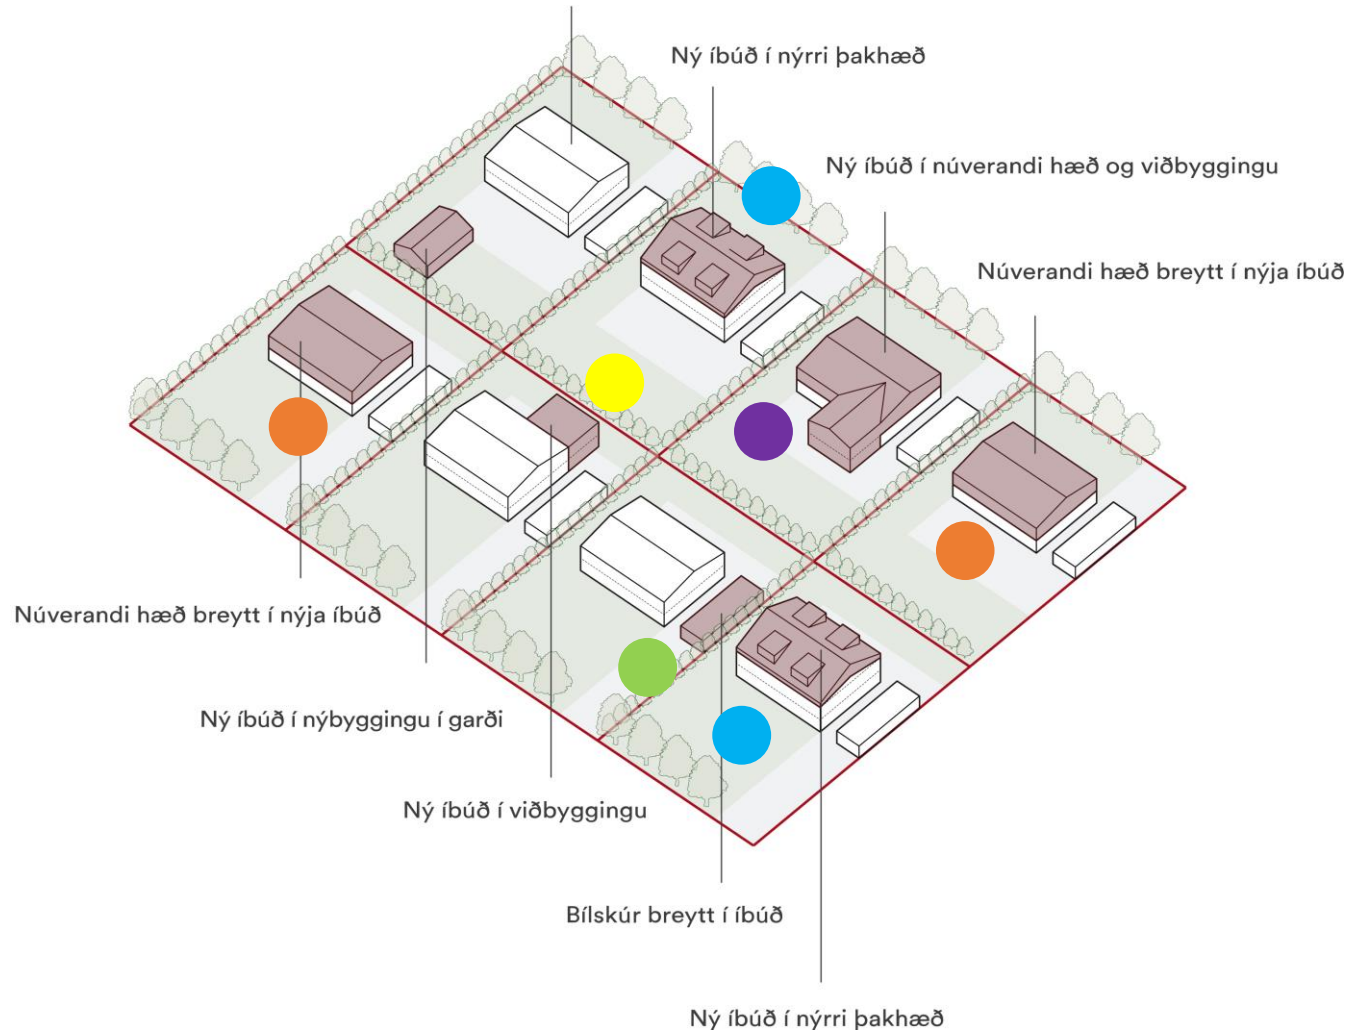 Ný íbúð í nýrri þakhæð
Ný íbúð í núverandi hæð og viðbyggingu
Núverandi hæð breytt í nýja íbúð
Núverandi hæð breytt í nýja íbúð
Ný íbúð í nýbyggingu í garði
Ný íbúð í viðbyggingu
Bílskúr breytt í íbúð
Ný íbúð í nýrri þakhæð